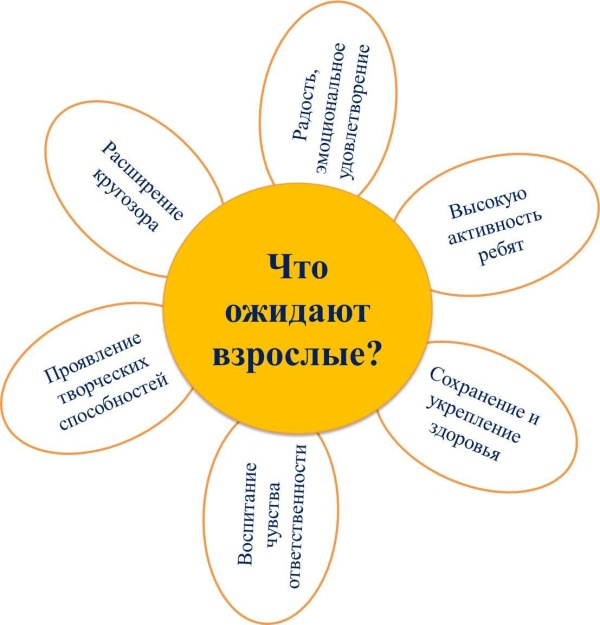 Что
ожидают
взрослые?
Радость,
эмоциональное
удовлетворение
Высокую
активность
ребят
Сохранение и
укрепление
здоровья
Воспитание
чувства
ответственности
Проявление
творческих
способностей
Расширение
кругозора